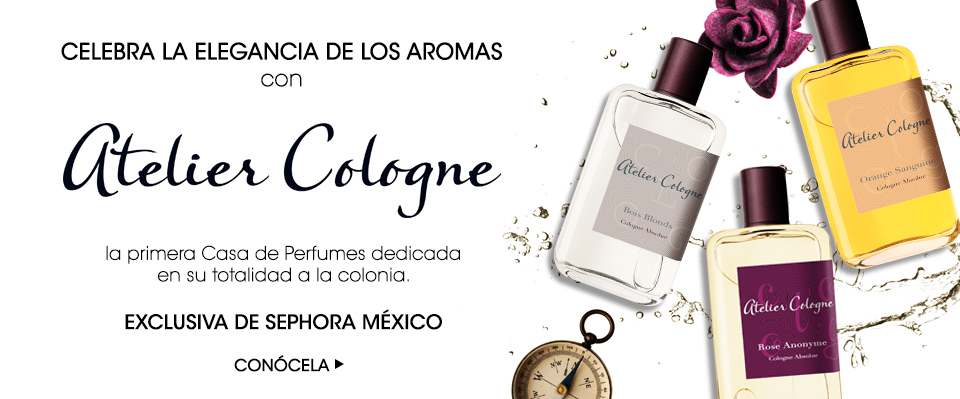 CELEBRA LA ELEGANCIA DE LOS AROMAS
con
Atelier Cologne
la primera Casa de Perfumes dedicada
en su totalidad a la colonia.
EXCLUSIVA DE SEPHORA MÉXICO
CONÓCELA
Atelier Cologne
Bois Blonds
Cologne Absolue
Atelier Cologne
Orange Sanguine
Cologne Absolue
Atelier Cologne
Rose Anonyme
Cologne Absolue
N
W
S
E